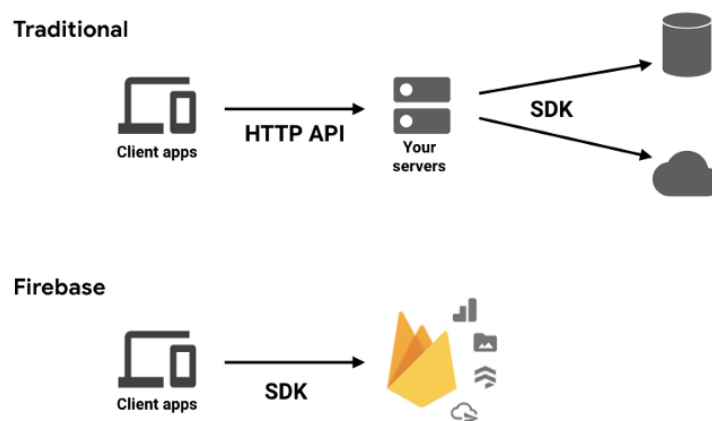 Traditional
Client apps
HTTP API
Your
servers
SDK
Firebase
Client apps
SDK